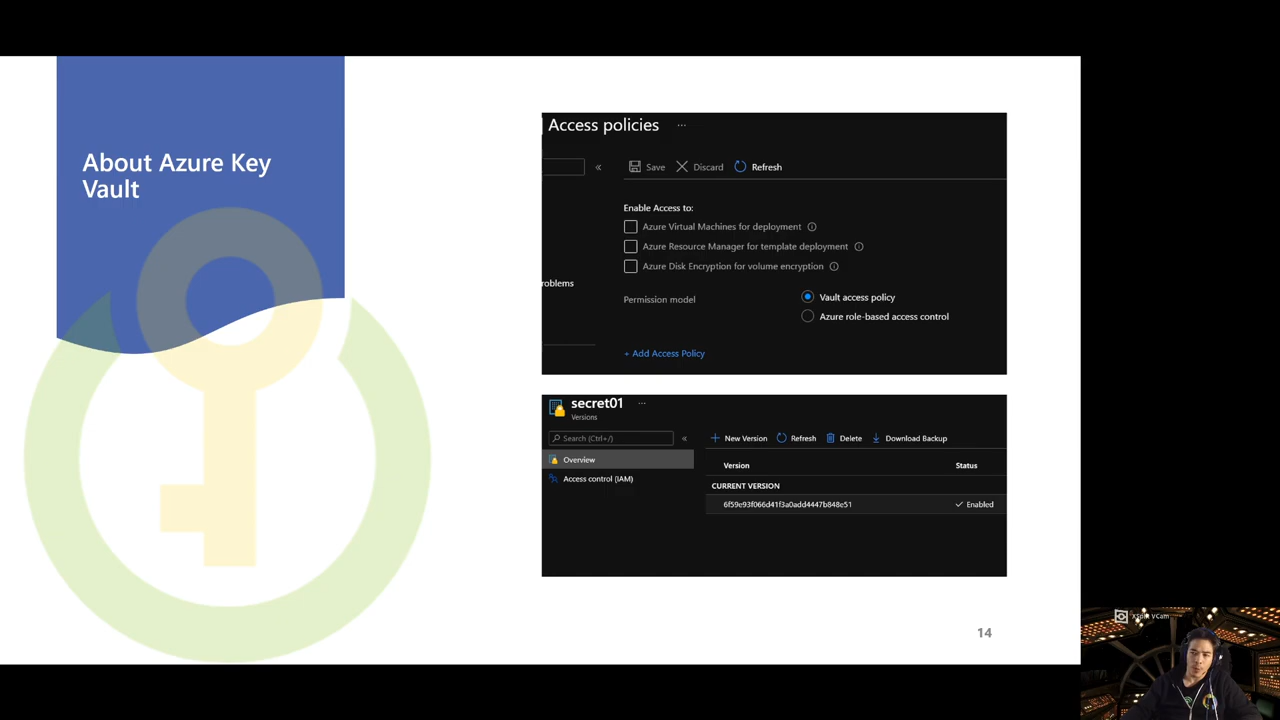 About Azure Key
Vault
Access policies ...
«
Save Discard Refresh
Enable Access to:
Azure Virtual Machines for deployment
Azure Resource Manager for template deployment
Azure Disk Encryption for volume encryption
roblems
Permission model
Vault access policy
Azure role-based access control
+ Add Access Policy
secret01 ...
Versions
Search (Ctrl+/) «
Overview
Access control (IAM)
New Version Refresh Delete Download Backup
Version Status
CURRENT VERSION
6f59e93f066d41f3a0add4447b848e51 Enabled
14
XSplit VCam